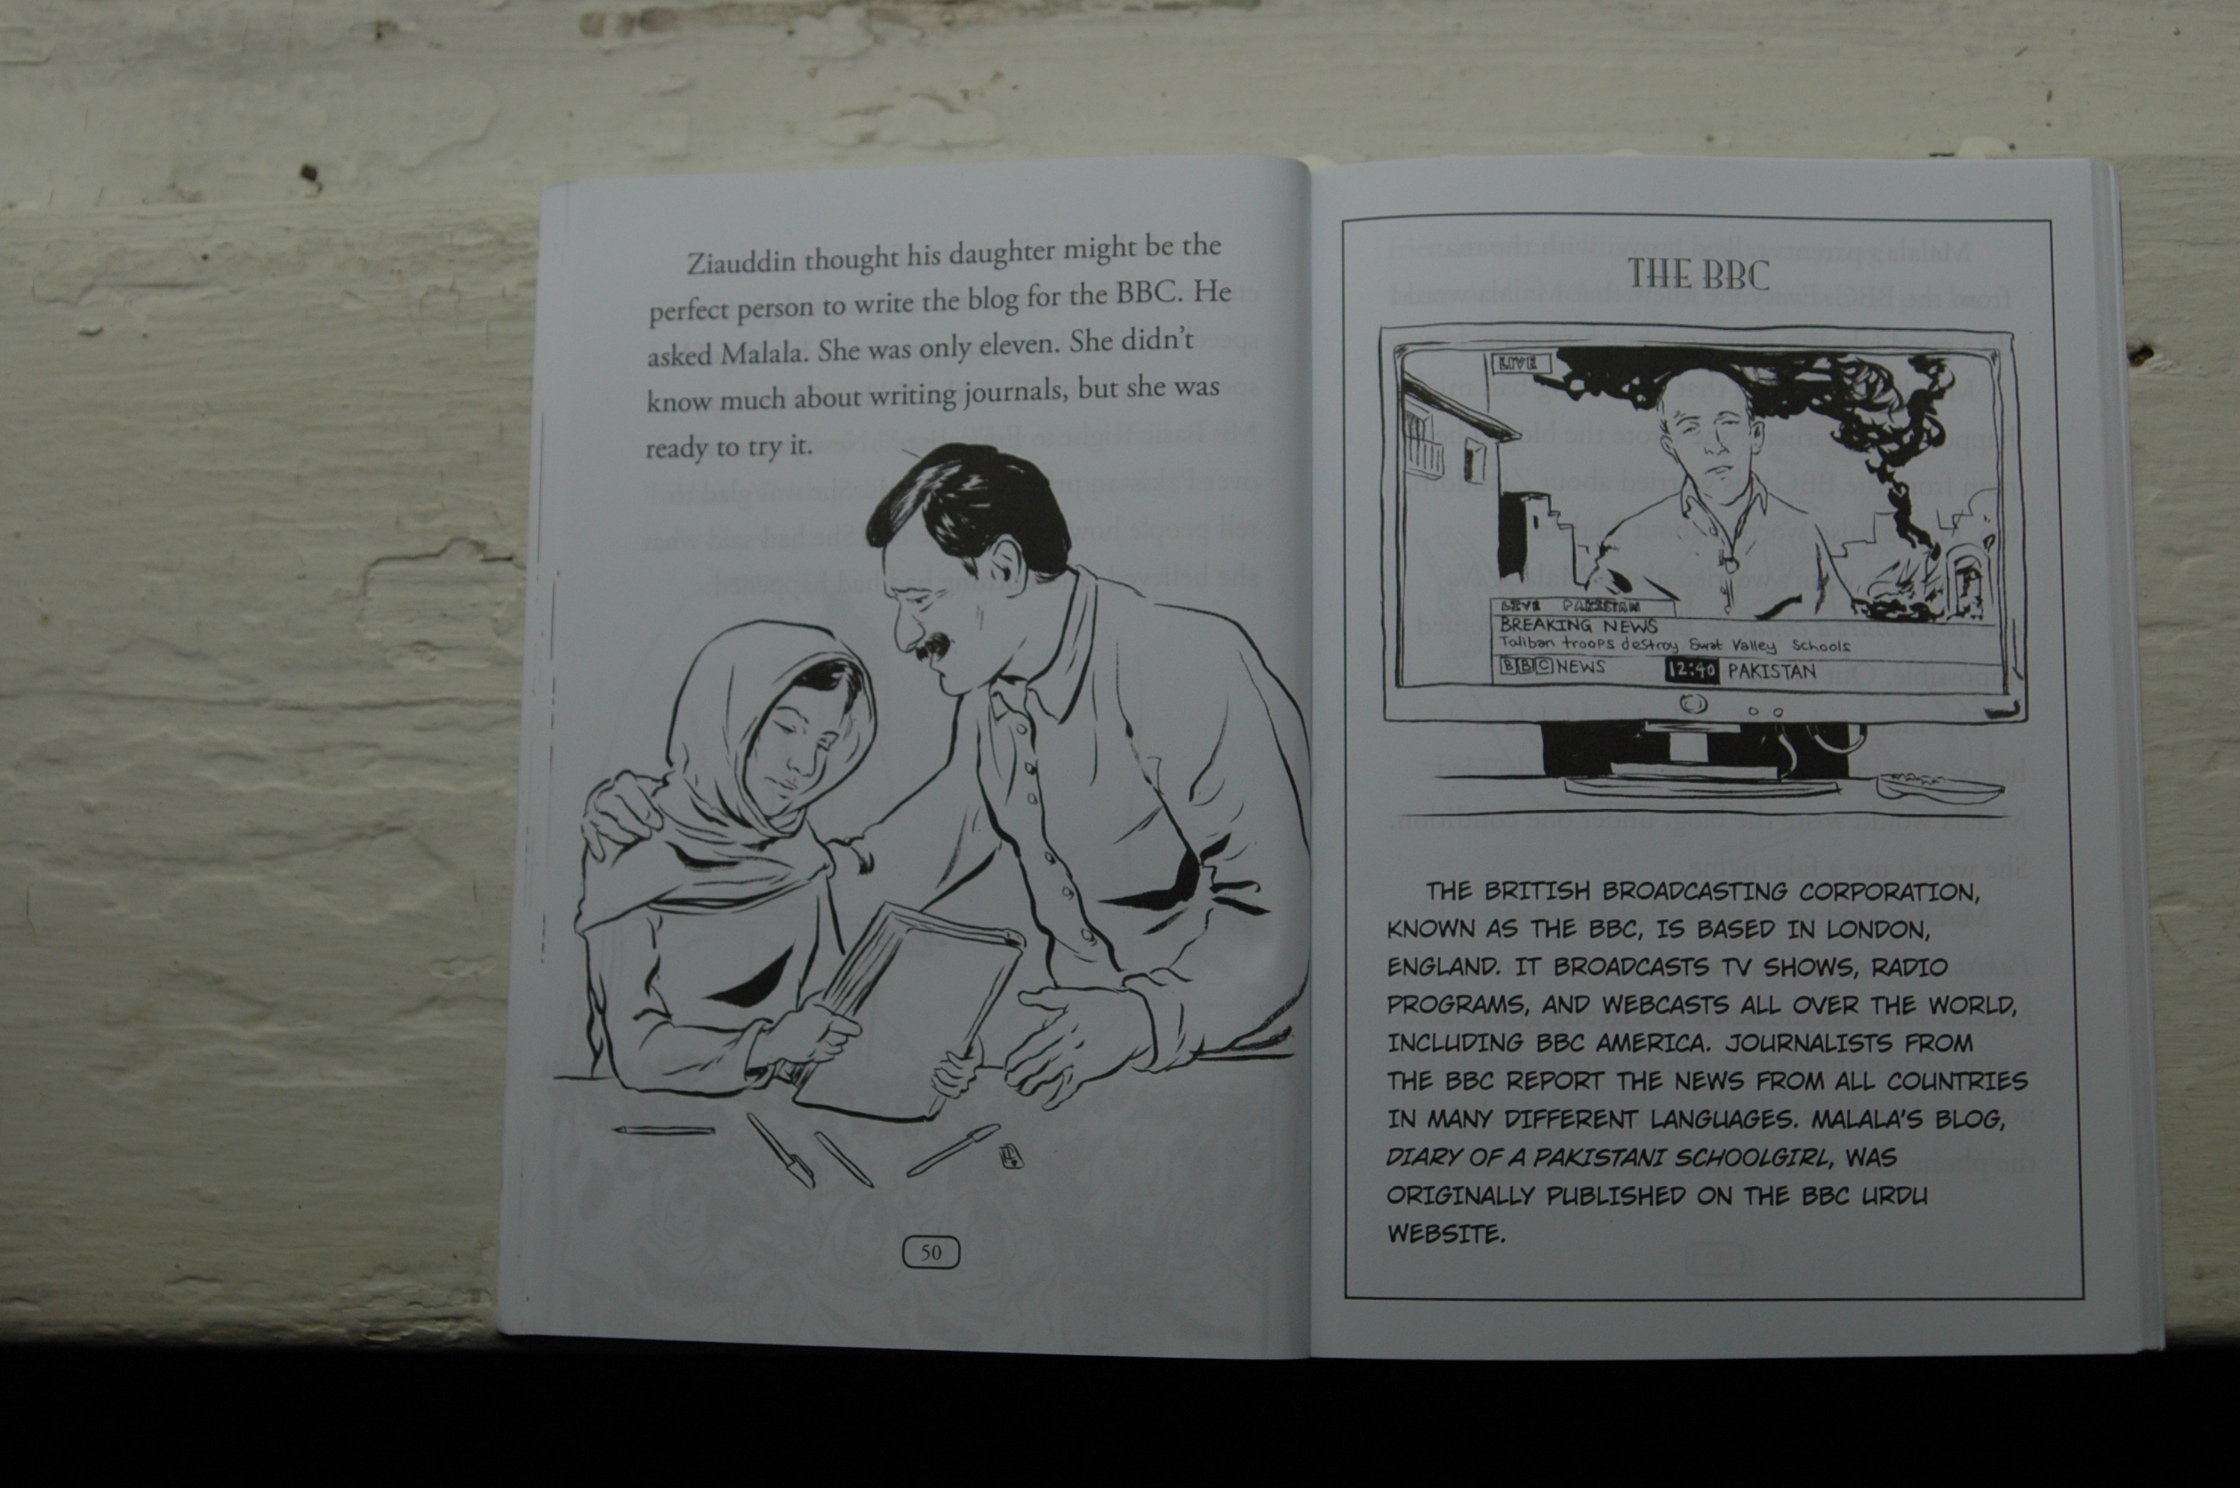 Ziauddin thought his daughter might be the
perfect person to write the blog for the BBC. He
asked Malala. She was only eleven. She didn't
know much about writing journals, but she was
ready to try it.
50
THE BBC
LIVE
LIVE PAKISTAN
BREAKING NEWS
Taliban troops destroy Swat Valley Schools
BBC NEWS 12:40 PAKISTAN
THE BRITISH BROADCASTING CORPORATION,
KNOWN AS THE BBC, IS BASED IN LONDON,
ENGLAND. IT BROADCASTS TV SHOWS, RADIO
PROGRAMS, AND WEBCASTS ALL OVER THE WORLD,
INCLUDING BBC AMERICA. JOURNALISTS FROM
THE BBC REPORT THE NEWS FROM ALL COUNTRIES
IN MANY DIFFERENT LANGUAGES. MALALA'S BLOG,
DIARY OF A PAKISTANI SCHOOLGIRL, WAS
ORIGINALLY PUBLISHED ON THE BBC URDU
WEBSITE.